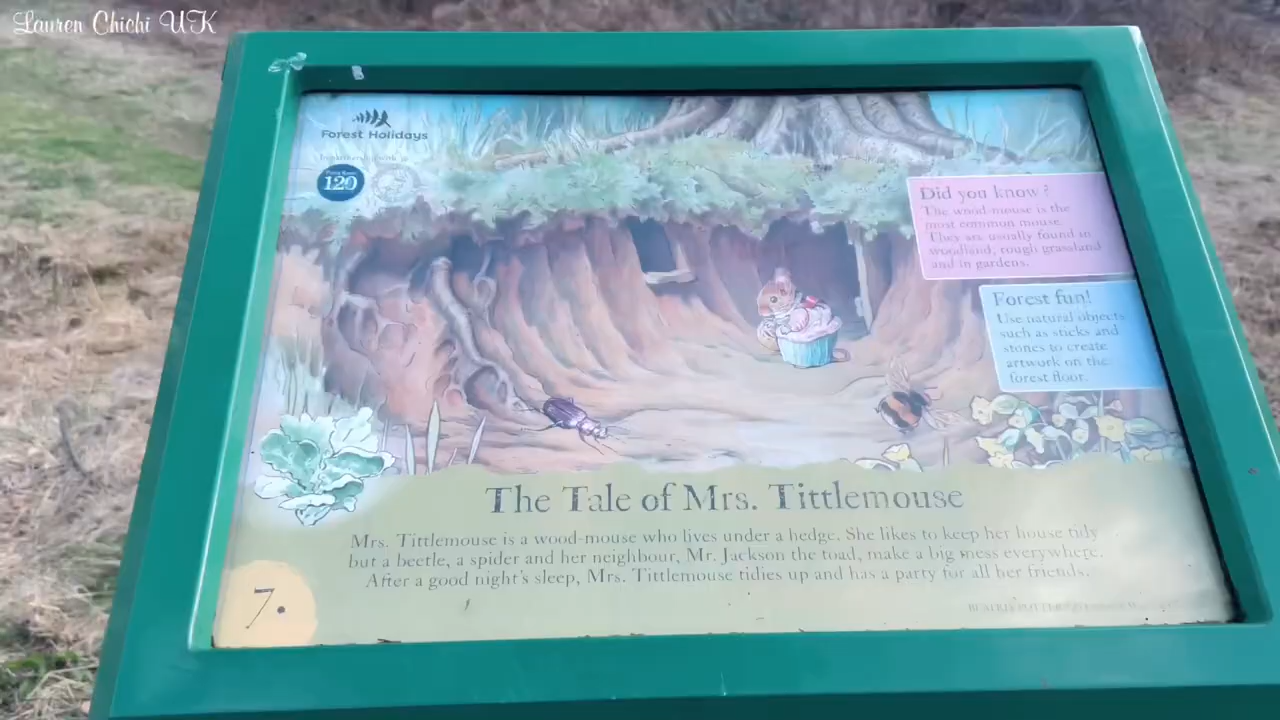 Lauren Chichi UK
Forest Holidays
120
Did you know?
The wood-mouse is the
most common mouse.
They are usually found in
woodland, rough grassland
and in gardens.
Forest fun!
Use natural objects
such as sticks and
stones to create
artwork on the
forest floor.
The Tale of Mrs. Tittlemouse
Mrs. Tittlemouse is a wood-mouse who lives under a hedge. She likes to keep her house tidy
but a beetle, a spider and her neighbour, Mr. Jackson the toad, make a big mess everywhere.
After a good night's sleep, Mrs. Tittlemouse tidies up and has a party for all her friends.
7.
BEATRIX POTTER